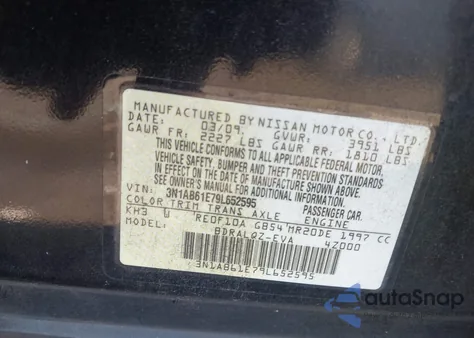 MANUFACTURED BY NISSAN MOTOR CO., LTD.
DATE: 03/09 GVWR: 3951 LBS
GAWR FR: 2227 LBS GAWR RR: 1810 LBS
THIS VEHICLE CONFORMS TO ALL APPLICABLE FEDERAL MOTOR
VEHICLE SAFETY, BUMPER, AND THEFT PREVENTION STANDARDS
IN EFFECT ON THE DATE OF MANUFACTURE SHOWN ABOVE.
SEE OWNER'S MANUAL FOR ADDITIONAL INFORMATION.
VIN: 3N1AB61E79L652595 PASSENGER CAR.
COLOR TRIM TRANS AXLE ENGINE
KH3 U RE0F10A GB54 MR20DE 1997 CC
MODEL: BDRALQZ-EVA 4Z000
3N1AB61E79L652595
autoSnap